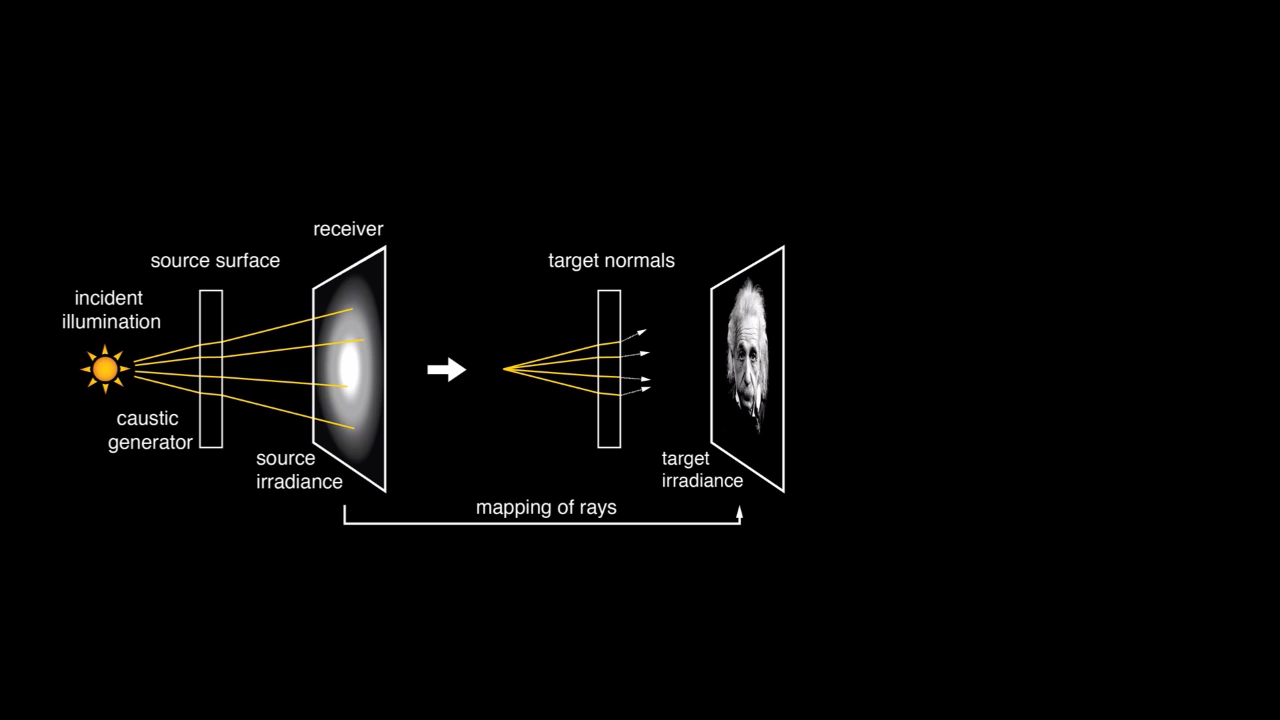 receiver
source surface
incident
illumination
caustic
generator
source
irradiance
target normals
target
irradiance
mapping of rays